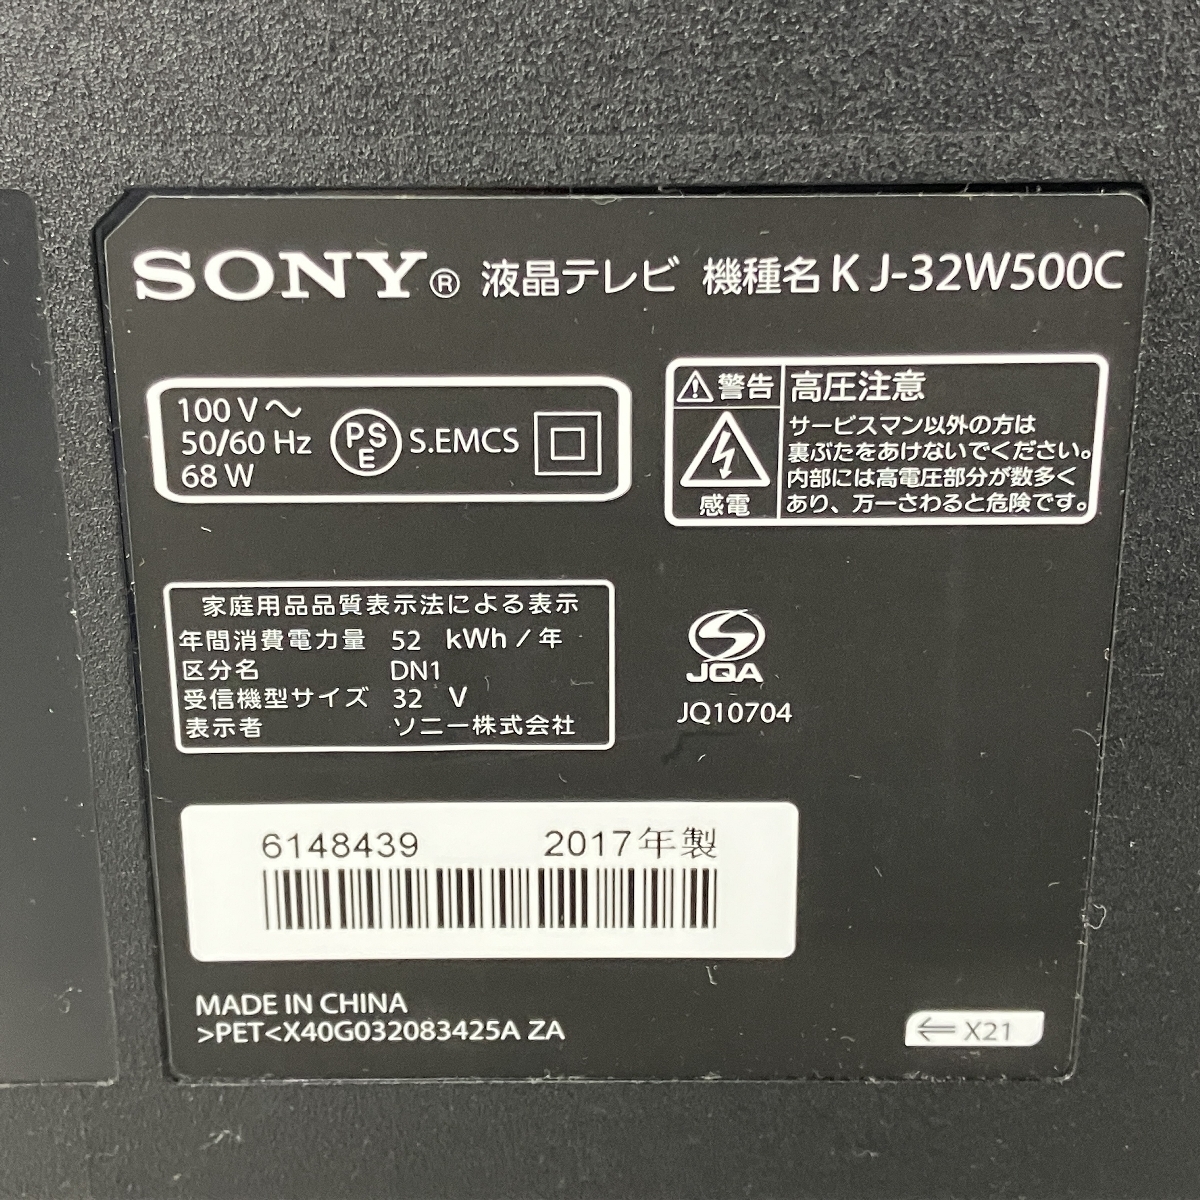 SONY® 液晶テレビ 機種名 KJ-32W500C
100 V～
50/60 Hz
68 W
PSE
S.EMCS
⚠警告
感電
高圧注意
サービスマン以外の方は
裏ぶたをあけないでください。
内部には高電圧部分が数多く
あり、万一さわると危険です。
家庭用品品質表示法による表示
年間消費電力量 52 kWh/年
区分名 DN1
受信機型サイズ 32 V
表示者 ソニー株式会社
JQA
JQ10704
6148439 2017年製
MADE IN CHINA
>PET<X40G032083425A ZA
⇐ X21